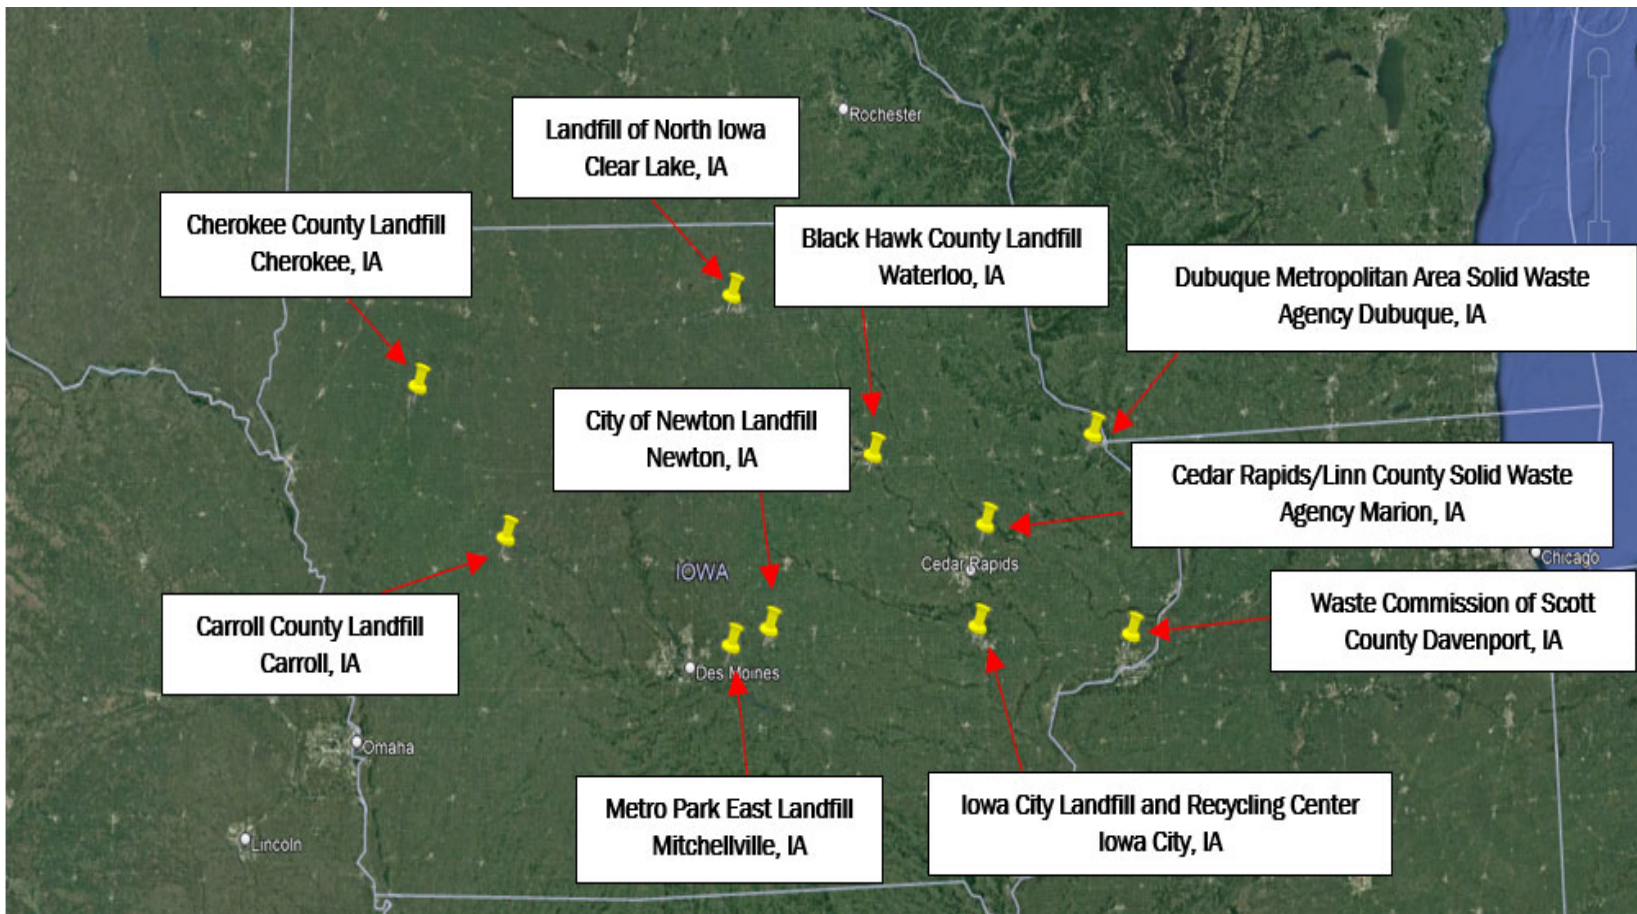 Rochester
Landfill of North Iowa
Clear Lake, IA
Cherokee County Landfill
Cherokee, IA
Black Hawk County Landfill
Waterloo, IA
Dubuque Metropolitan Area Solid Waste
Agency Dubuque, IA
City of Newton Landfill
Newton, IA
Cedar Rapids/Linn County Solid Waste
Agency Marion, IA
Chicago
Cedar Rapids
IOWA
Waste Commission of Scott
County Davenport, IA
Carroll County Landfill
Carroll, IA
Des Moines
Omaha
Metro Park East Landfill
Mitchellville, IA
Iowa City Landfill and Recycling Center
Iowa City, IA
Lincoln